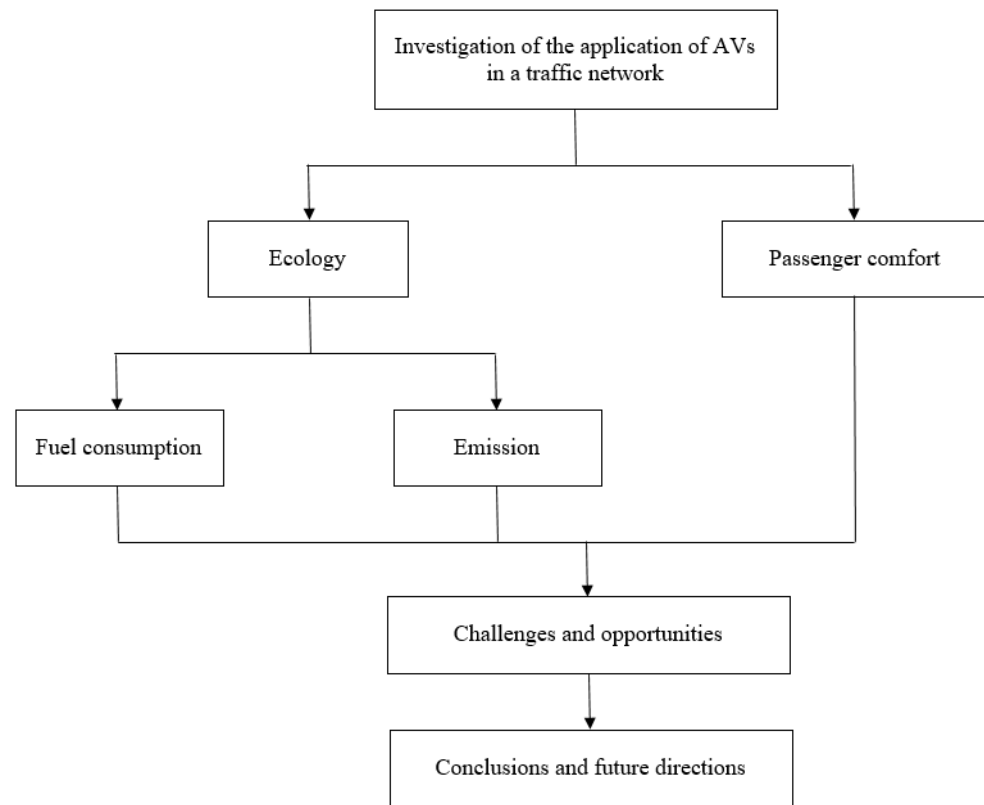 Investigation of the application of AVs
in a traffic network
Ecology
Passenger comfort
Fuel consumption
Emission
Challenges and opportunities
Conclusions and future directions